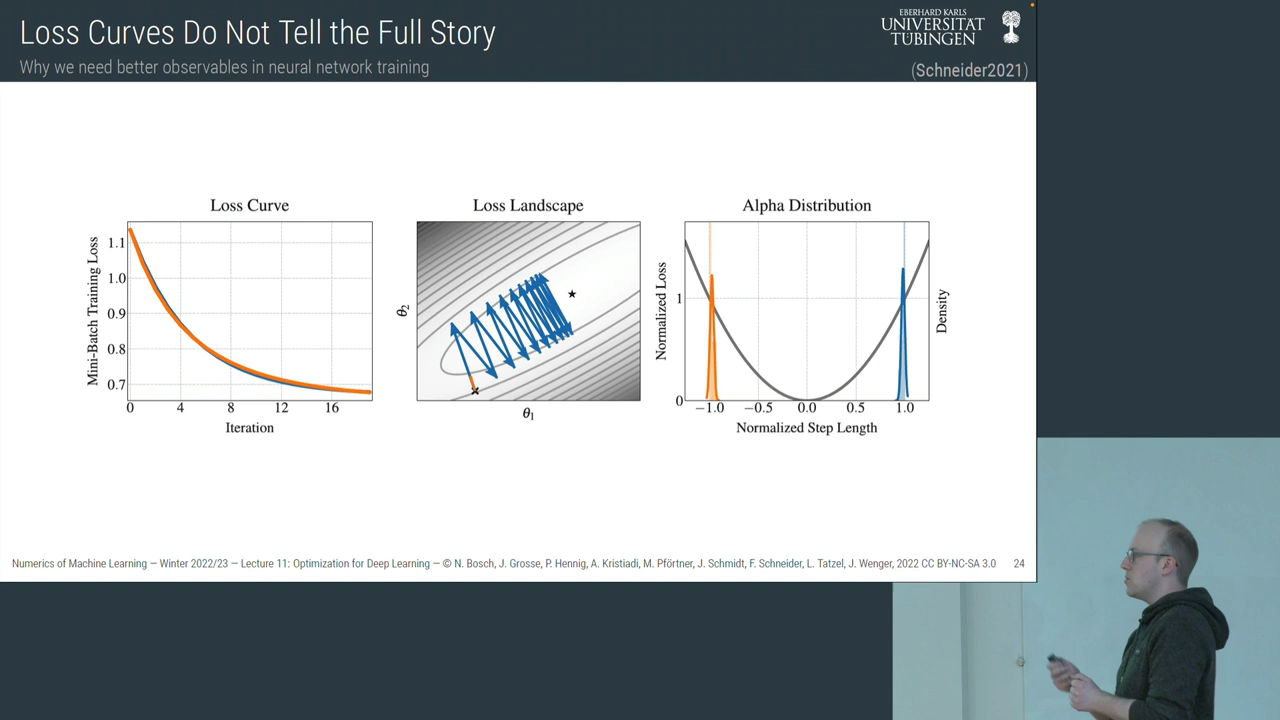 Loss Curves Do Not Tell the Full Story
Why we need better observables in neural network training
EBERHARD KARLS
UNIVERSITÄT
TÜBINGEN
(Schneider2021)
Loss Curve
Mini-Batch Training Loss
1.1
1.0
0.9
0.8
0.7
0 4 8 12 16
Iteration
Loss Landscape
θ2
θ1
Alpha Distribution
Normalized Loss
1
0
−1.0 −0.5 0.0 0.5 1.0
Normalized Step Length
Density
Numerics of Machine Learning — Winter 2022/23 — Lecture 11: Optimization for Deep Learning — © N. Bosch, J. Grosse, P. Hennig, A. Kristiadi, M. Pförtner, J. Schmidt, F. Schneider, L. Tatzel, J. Wenger, 2022 CC BY-NC-SA 3.0 24